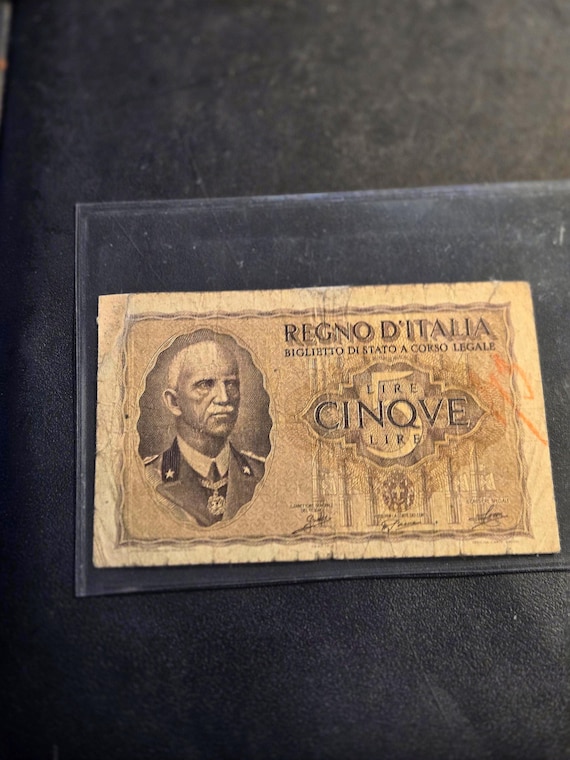 REGNO D'ITALIA
BIGLIETTO DI STATO A CORSO LEGALE
LIRE
CINQVE
LIRE